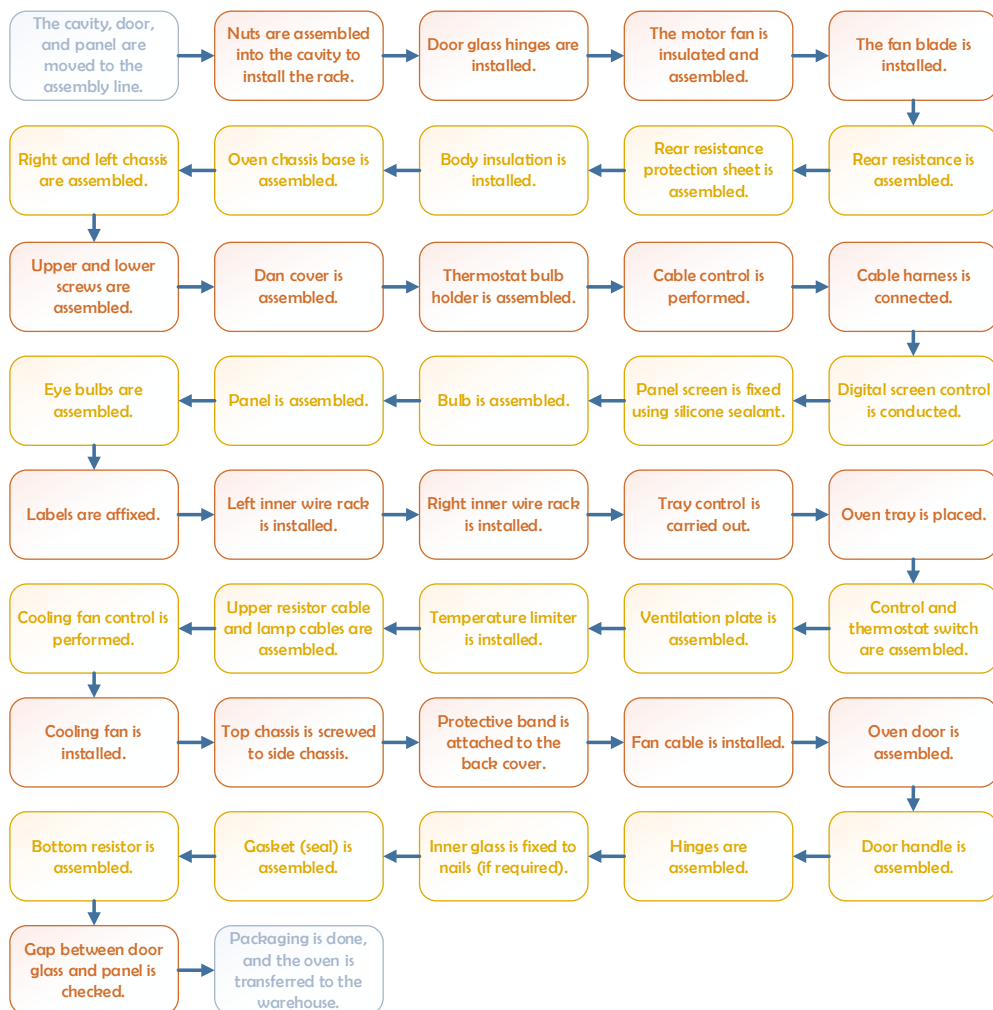 The cavity, door,
and panel are
moved to the
assembly line.
Nuts are assembled
into the cavity to
install the rack.
Door glass hinges are
installed.
The motor fan is
insulated and
assembled.
The fan blade is
installed.
Right and left chassis
are assembled.
Oven chassis base is
assembled.
Body insulation is
installed.
Rear resistance
protection sheet is
assembled.
Rear resistance is
assembled.
Upper and lower
screws are
assembled.
Dan cover is
assembled.
Thermostat bulb
holder is assembled.
Cable control is
performed.
Cable harness is
connected.
Eye bulbs are
assembled.
Panel is assembled.
Bulb is assembled.
Panel screen is fixed
using silicone sealant.
Digital screen control
is conducted.
Labels are affixed.
Left inner wire rack
is installed.
Right inner wire rack
is installed.
Tray control is
carried out.
Oven tray is placed.
Cooling fan control is
performed.
Upper resistor cable
and lamp cables are
assembled.
Temperature limiter
is installed.
Ventilation plate is
assembled.
Control and
thermostat switch
are assembled.
Cooling fan is
installed.
Top chassis is screwed
to side chassis.
Protective band is
attached to the
back cover.
Fan cable is installed.
Oven door is
assembled.
Bottom resistor is
assembled.
Gasket (seal) is
assembled.
Inner glass is fixed to
nails (if required).
Hinges are
assembled.
Door handle is
assembled.
Gap between door
glass and panel is
checked.
Packaging is done,
and the oven is
transferred to the
warehouse.